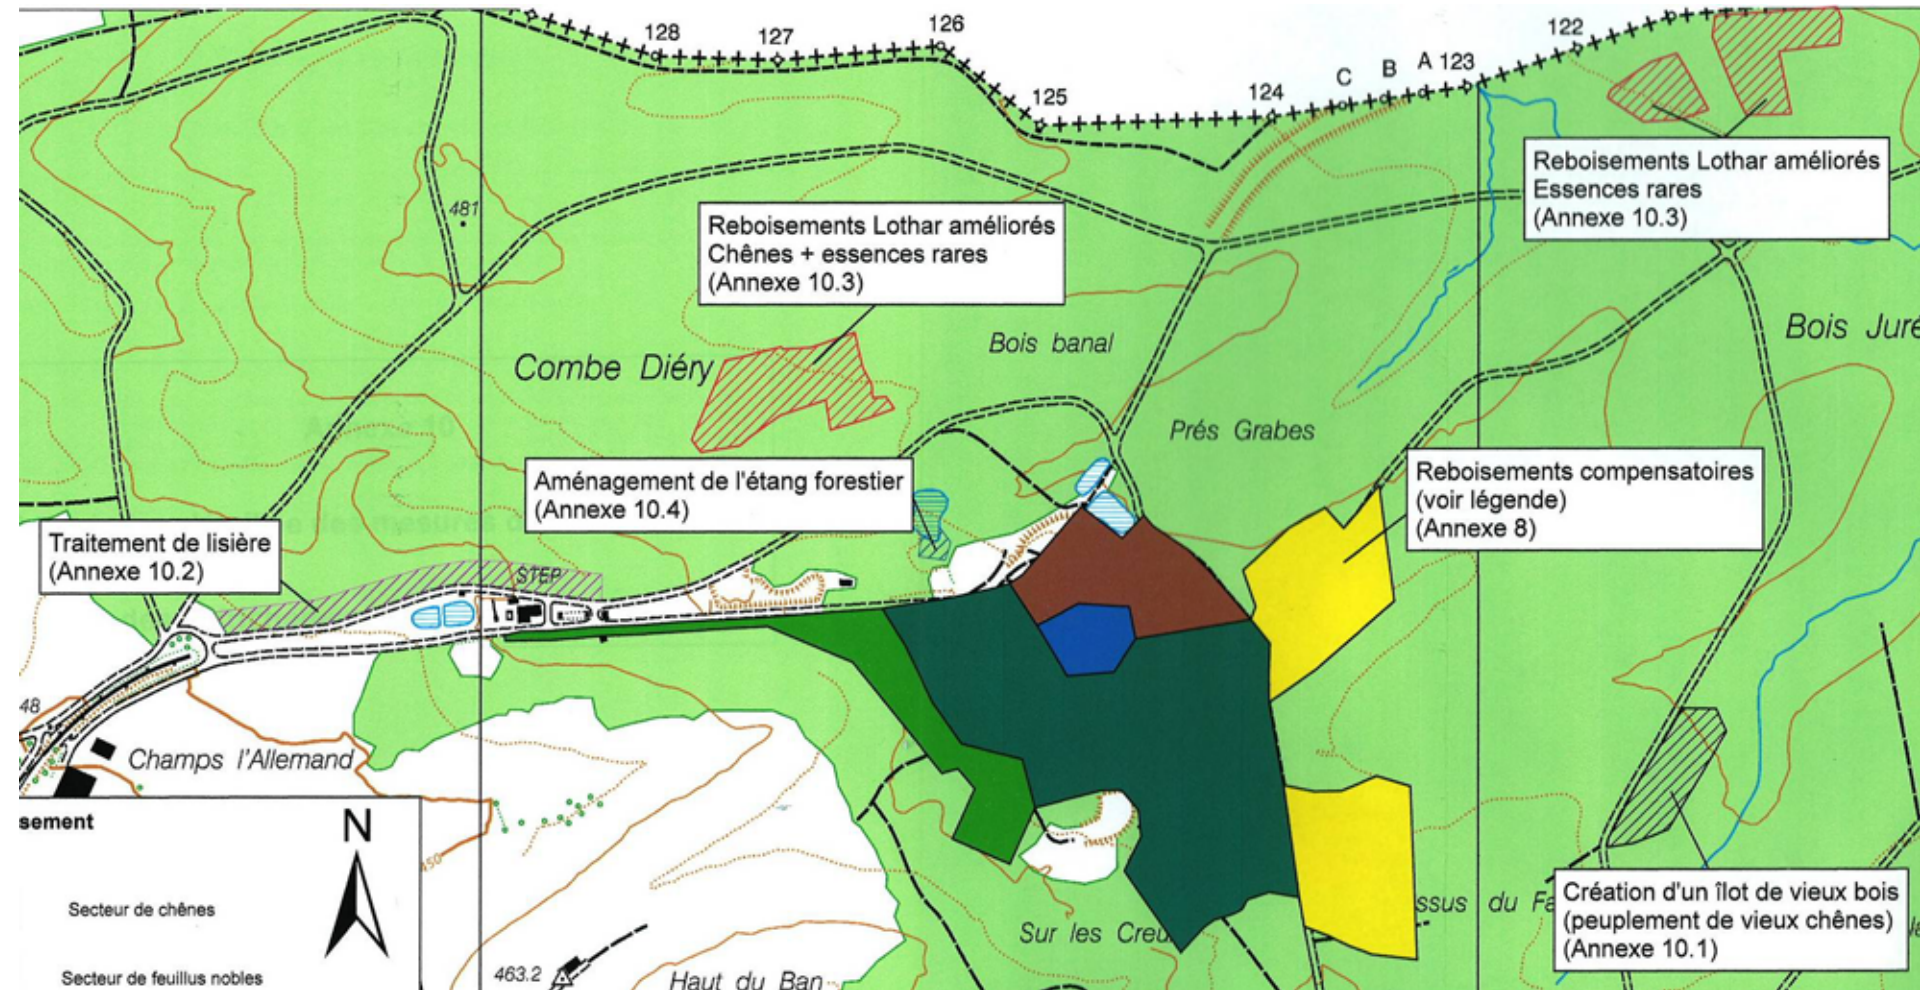 128
127
126
125
124
C
B
A
123
122
481
Reboisements Lothar améliorés
Essences rares
(Annexe 10.3)
Reboisements Lothar améliorés
Chênes + essences rares
(Annexe 10.3)
Bois banal
Combe Diéry
Prés Grabes
Aménagement de l'étang forestier
(Annexe 10.4)
Reboisements compensatoires
(voir légende)
(Annexe 8)
Traitement de lisière
(Annexe 10.2)
STEP
48
Champs l'Allemand
450
sement
N
Secteur de chênes
Secteur de feuillus nobles
463.2
Haut du Ban
Sur les Creu
ssus du Fa
Création d'un îlot de vieux bois
(peuplement de vieux chênes)
(Annexe 10.1)
Bois Jure